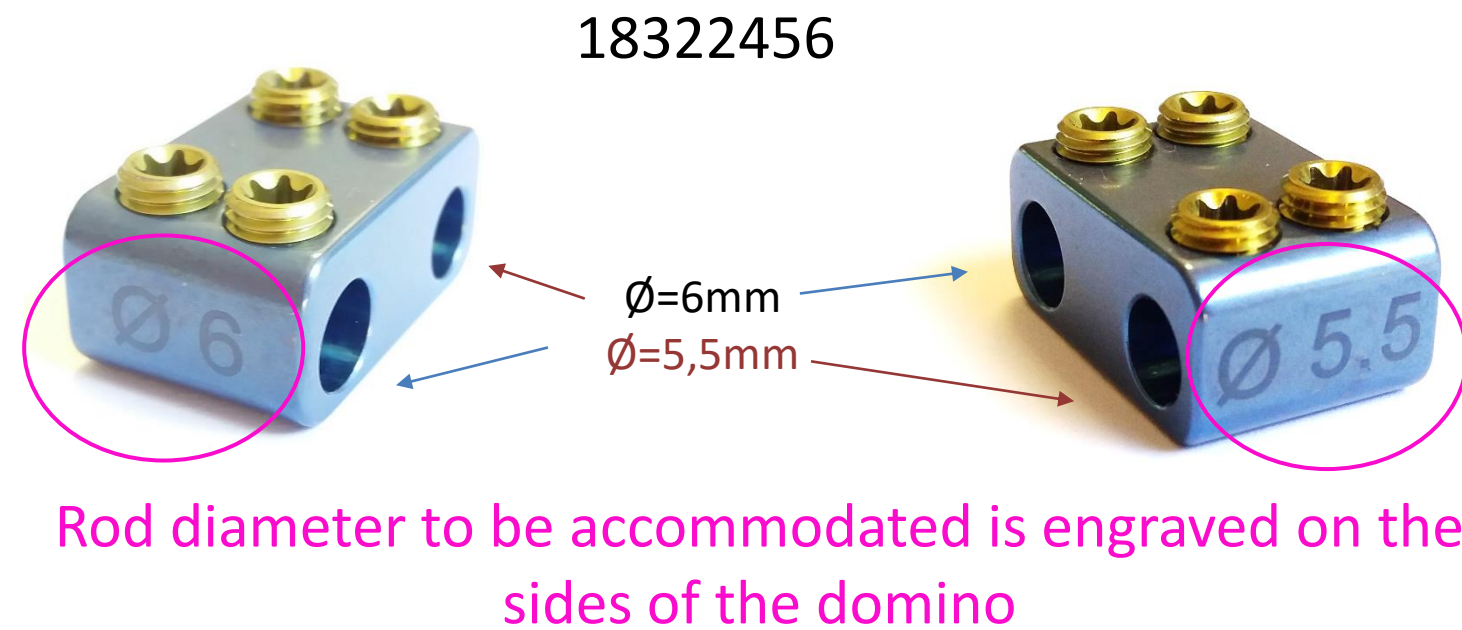 18322456
Ø 6
Ø=6mm
Ø=5,5mm
Ø 5.5
Rod diameter to be accommodated is engraved on the
sides of the domino